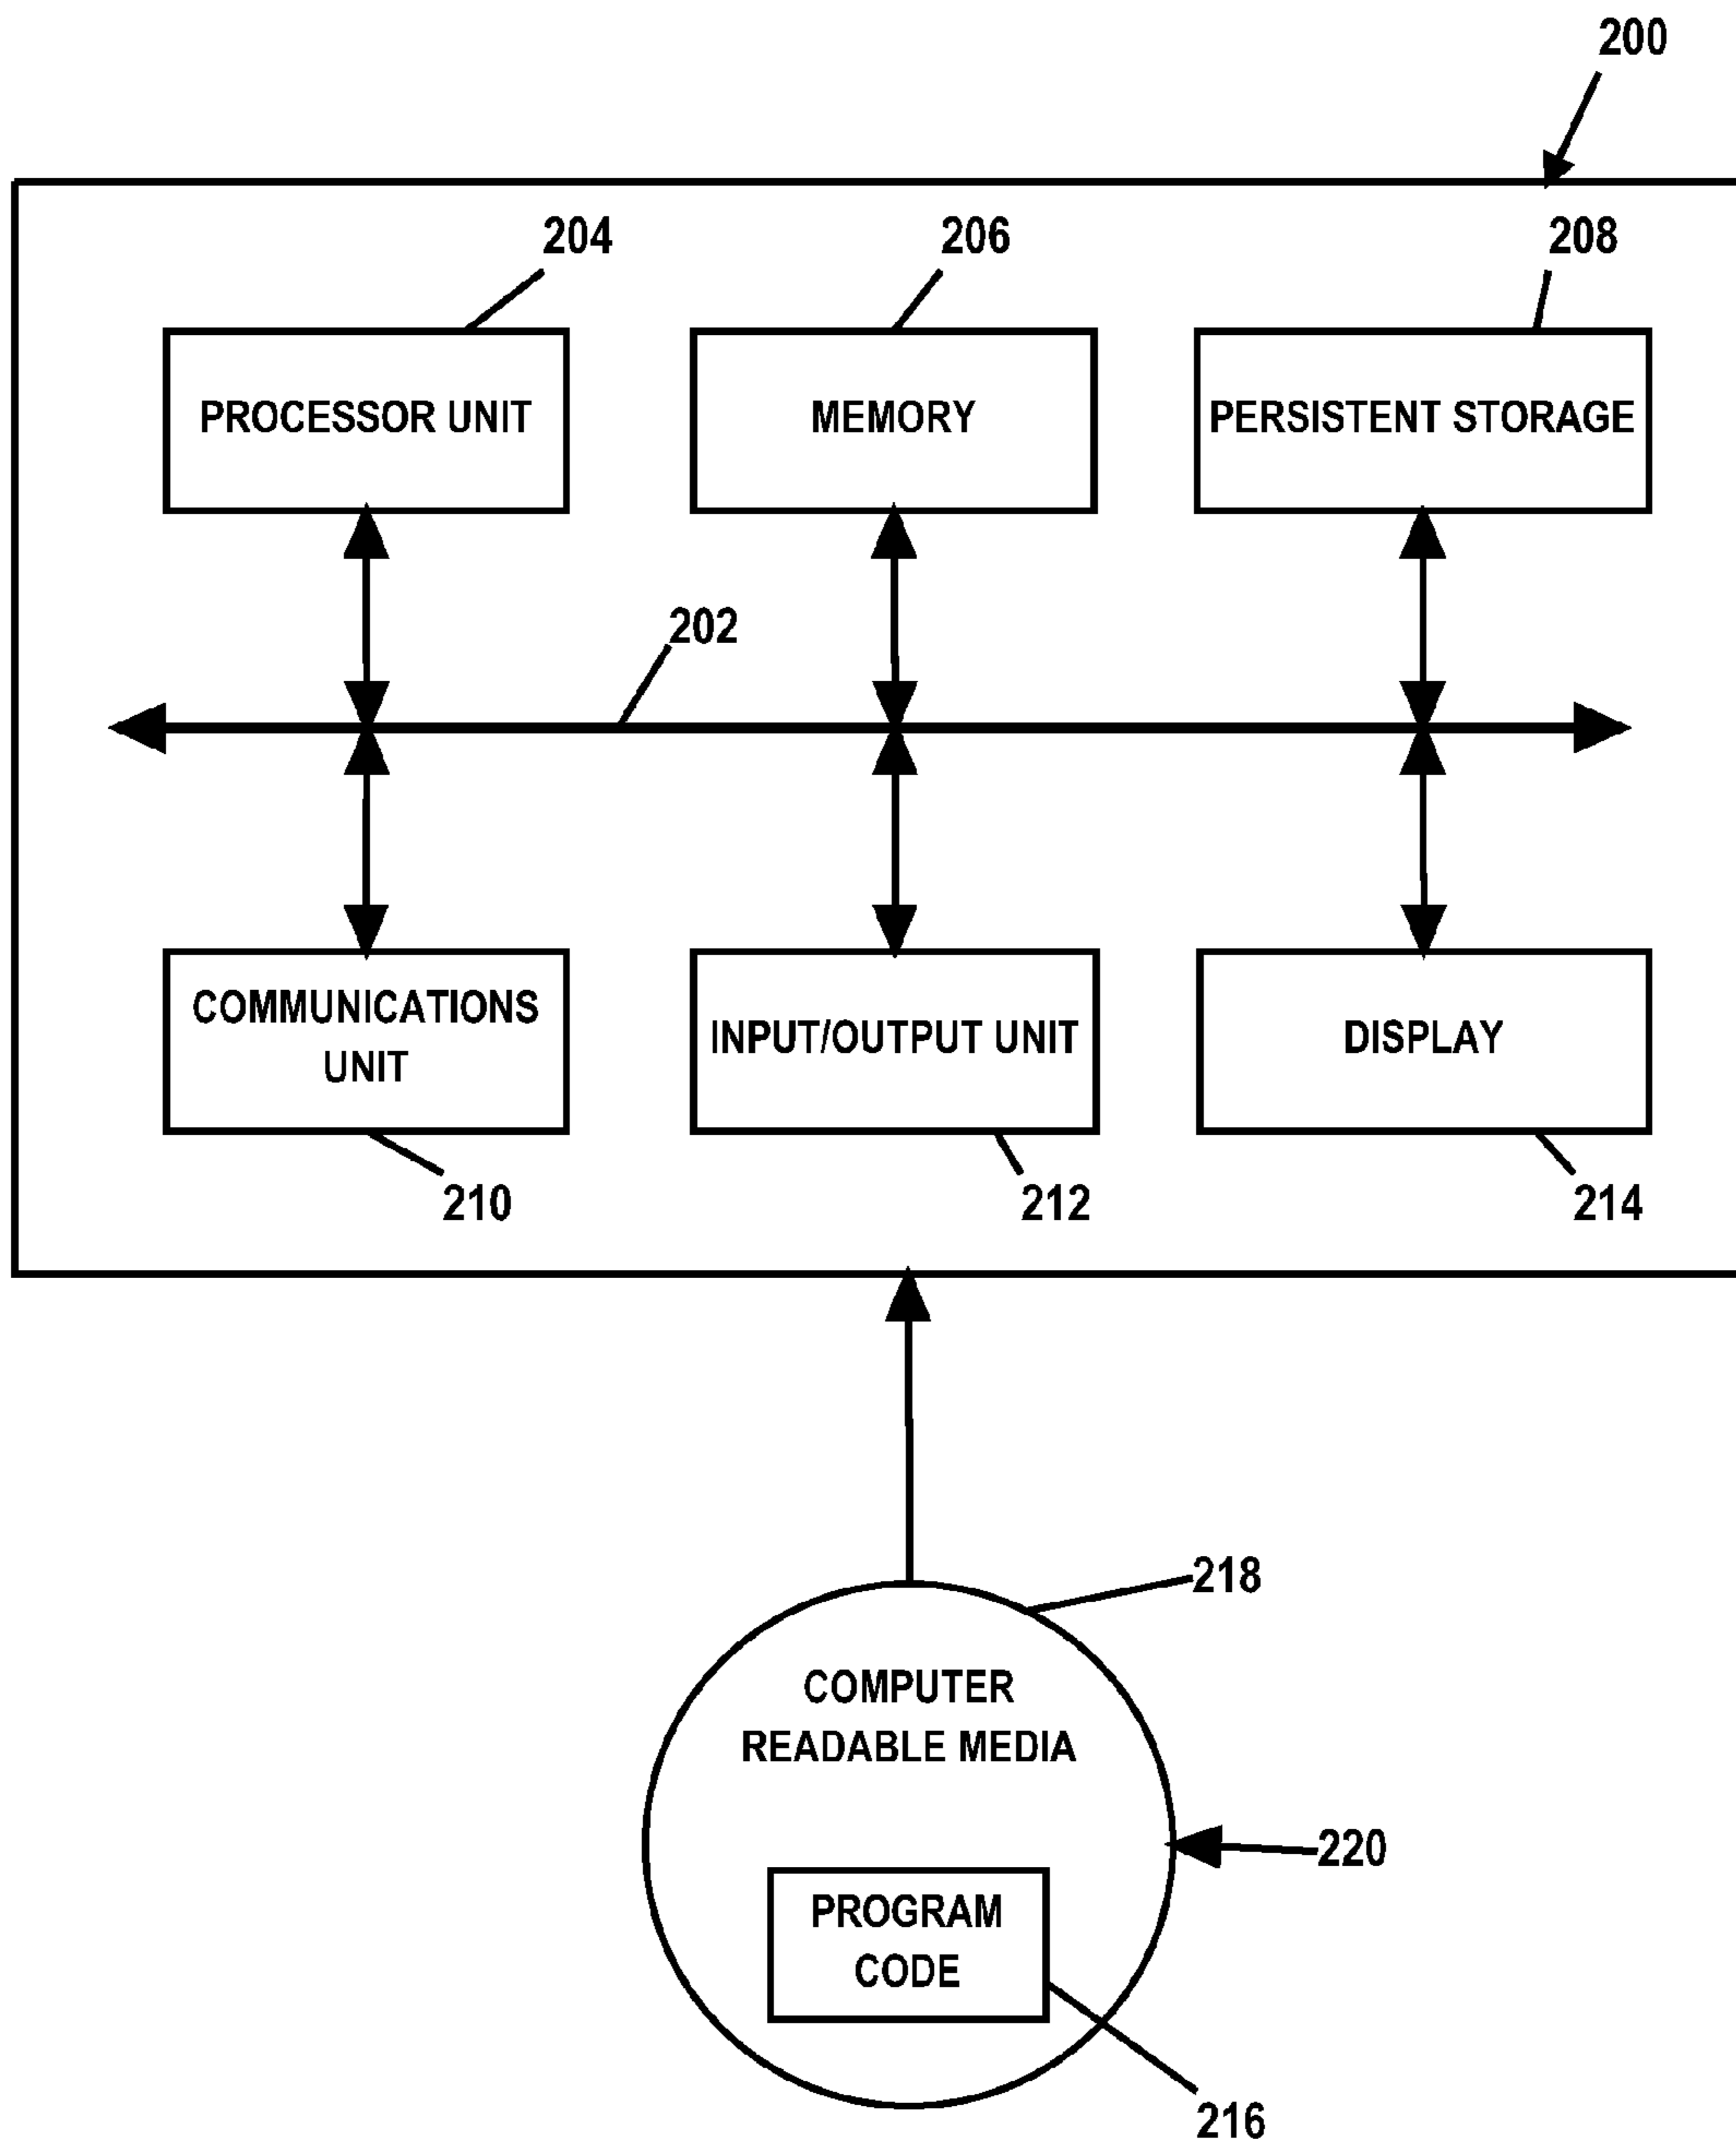 200
204
206
208
PROCESSOR UNIT
MEMORY
PERSISTENT STORAGE
202
COMMUNICATIONS
UNIT
INPUT/OUTPUT UNIT
DISPLAY
210
212
214
218
COMPUTER
READABLE MEDIA
220
PROGRAM
CODE
216